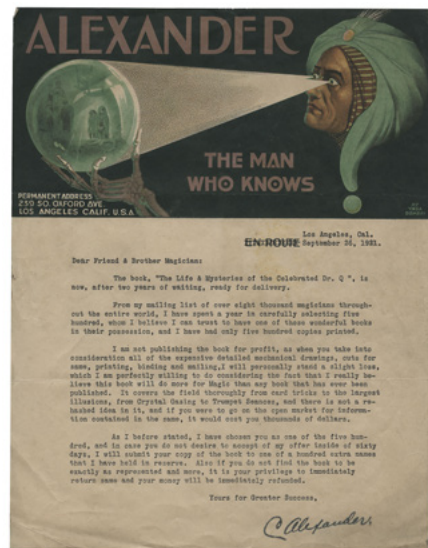 ALEXANDER
THE MAN
WHO KNOWS
PERMANENT ADDRESS
259 SO. OXFORD AVE
LOS ANGELES CALIF. U.S.A.
Los Angeles, Cal.
EN ROUTE September 26, 1921.
Dear Friend & Brother Magician:
The book, "The Life & Mysteries of the Celebrated Dr. Q", is
now, after two years of waiting, ready for delivery.
From my mailing list of over eight thousand magicians through-
out the entire world, I have spent a year in carefully selecting five
hundred, whom I believe I can trust to have one of these wonderful books
in their possession, and I have had only five hundred copies printed.
I am not publishing the book for profit, as when you take into
consideration all of the expensive detailed mechanical drawings, cuts for
same, printing, binding and mailing, I will personally stand a slight loss,
which I am perfectly willing to do considering the fact that I really be-
lieve this book will do more for Magic than any book that has ever been
published. It covers the field thoroughly from card tricks to the largest
illusions, from Crystal Gazing to Trumpet Seances, and there is not a re-
hashed idea in it, and if you were to go on the open market for informa-
tion contained in the same, it would cost you thousands of dollars.
As I before stated, I have chosen you as one of the five hun-
dred, and in case you do not desire to accept of my offer inside of sixty
days, I will submit your copy of the book to one of a hundred extra names
that I have held in reserve. Also if you do not find the book to be
exactly as represented and more, it is your privilege to immediately
return same and your money will be immediately refunded.
Yours for Greater Success,
C Alexander